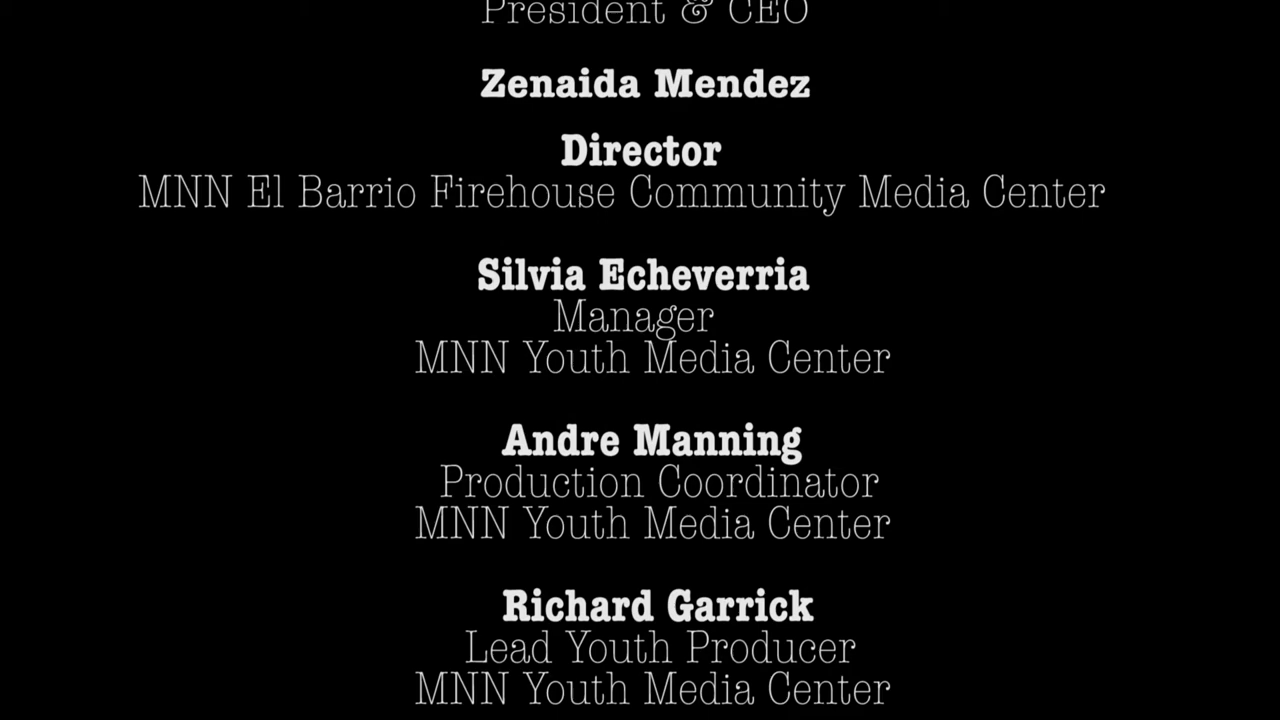 President & CEO
Zenaida Mendez
Director
MNN El Barrio Firehouse Community Media Center
Silvia Echeverria
Manager
MNN Youth Media Center
Andre Manning
Production Coordinator
MNN Youth Media Center
Richard Garrick
Lead Youth Producer
MNN Youth Media Center